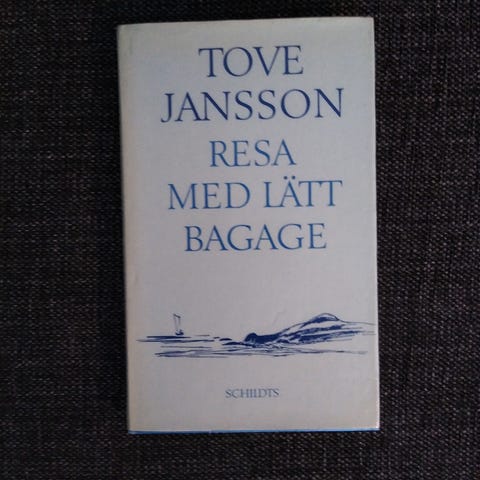 TOVE
JANSSON
RESA
MED LÄTT
BAGAGE
SCHILDTS